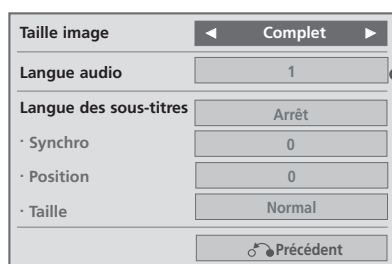 Taille image ◄ Complet ►
Langue audio 1
Langue des sous-titres Arrêt
· Synchro 0
· Position 0
· Taille Normal
Précédent